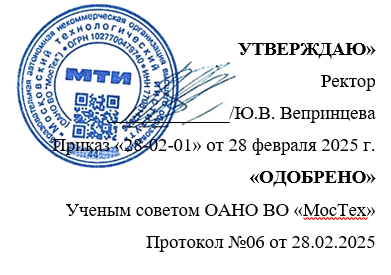 УТВЕРЖДАЮ»
Ректор
/Ю.В. Вепринцева
Приказ «28-02-01» от 28 февраля 2025 г.
«ОДОБРЕНО»
Ученым советом ОАНО ВО «МосТех»
Протокол №06 от 28.02.2025
МТИ